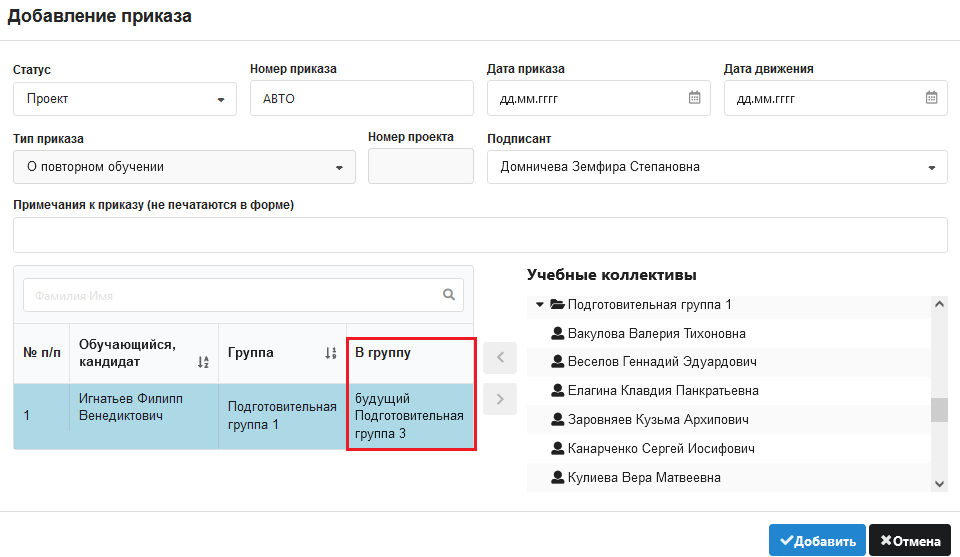 Добавление приказа
Статус
Номер приказа
Дата приказа
Дата движения
Проект
АВТО
дд.мм.гггг
дд.мм.гггг
Тип приказа
Номер проекта
Подписант
О повторном обучении
Домничева Земфира Степановна
Примечания к приказу (не печатаются в форме)
Фамилия Имя
№ п/п
Обучающийся,
кандидат
Группа
В группу
1
Игнатьев Филипп
Венедиктович
Подготовительная
группа 1
будущий
Подготовительная
группа 3
Учебные коллективы
Подготовительная группа 1
Вакулова Валерия Тихоновна
Веселов Геннадий Эдуардович
Елагина Клавдия Панкратьевна
Заровняев Кузьма Архипович
Канарченко Сергей Иосифович
Кулиева Вера Матвеевна
Добавить
Отмена